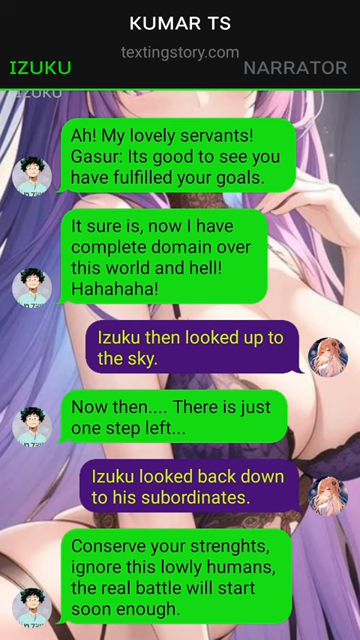 KUMAR TS
textingstory.com
IZUKU
NARRATOR
IZUKU
Ah! My lovely servants!
Gasur: Its good to see you
have fulfilled your goals.
It sure is, now I have
complete domain over
this world and hell!
Hahahaha!
Izuku then looked up to
the sky.
Now then.... There is just
one step left...
Izuku looked back down
to his subordinates.
Conserve your strenghts,
ignore this lowly humans,
the real battle will start
soon enough.